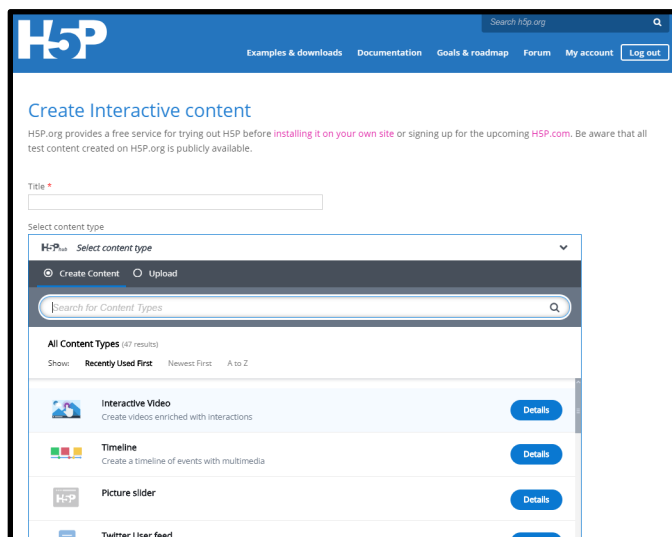 H5P
Search h5p.org
Examples & downloads Documentation Goals & roadmap Forum My account Log out
Create Interactive content
H5P.org provides a free service for trying out H5P before installing it on your own site or signing up for the upcoming H5P.com. Be aware that all
test content created on H5P.org is publicly available.
Title *
Select content type
H5P Hub Select content type
Create Content Upload
Search for Content Types
All Content Types (47 results)
Show: Recently Used First Newest First A to Z
Interactive Video
Create videos enriched with interactions
Details
Timeline
Create a timeline of events with multimedia
Details
H5P
Picture slider
Details
Twitter User feed